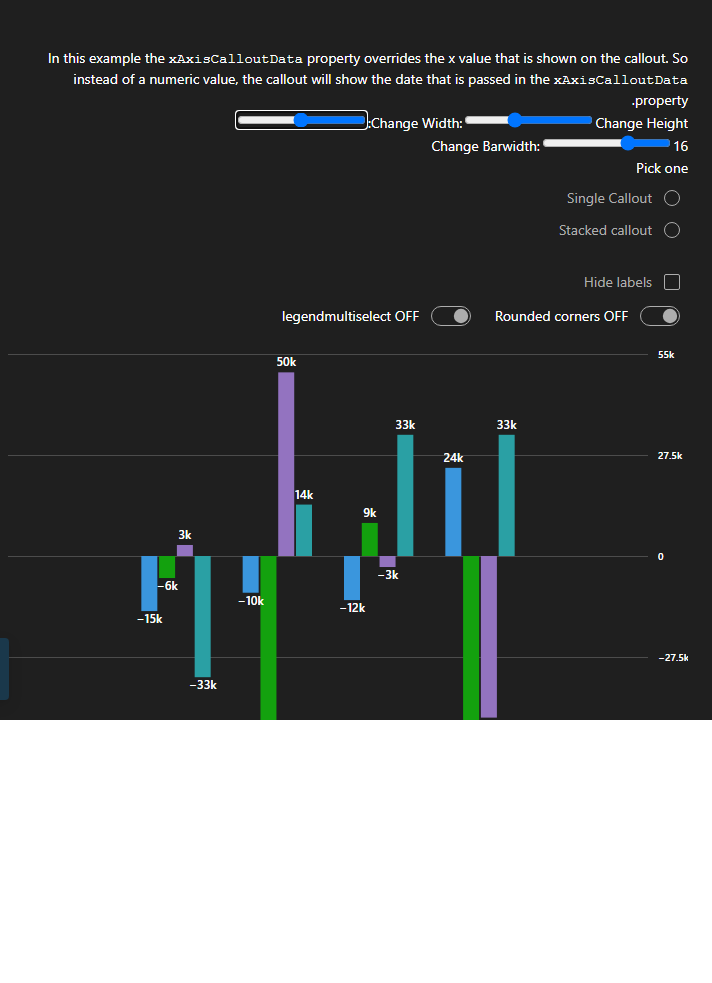 In this example the xAxisCalloutData property overrides the x value that is shown on the callout. So
instead of a numeric value, the callout will show the date that is passed in the xAxisCalloutData
.property
:Change Width: Change Height
Change Barwidth: 16
Pick one
Single Callout
Stacked callout
Hide labels
legendmultiselect OFF Rounded corners OFF
55k
50k
33k 33k
24k 27.5k
14k
9k
3k
0
−3k
−6k
−10k
−12k
−15k
−27.5k
−33k